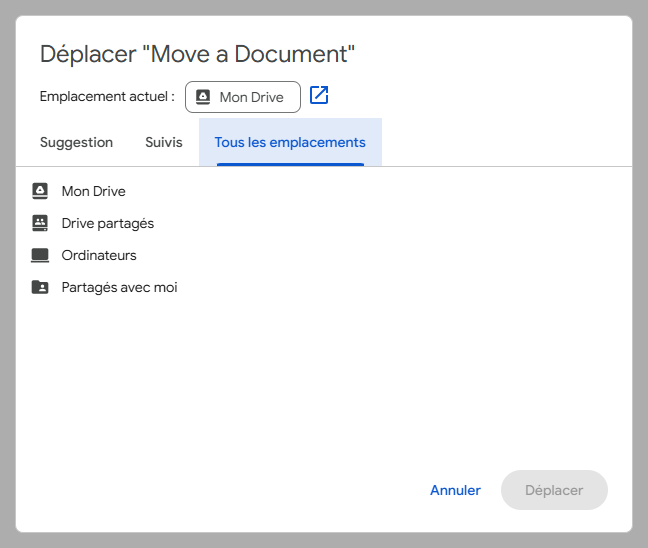 Déplacer "Move a Document"
Emplacement actuel : Mon Drive
Suggestion Suivis Tous les emplacements
Mon Drive
Drive partagés
Ordinateurs
Partagés avec moi
Annuler Déplacer